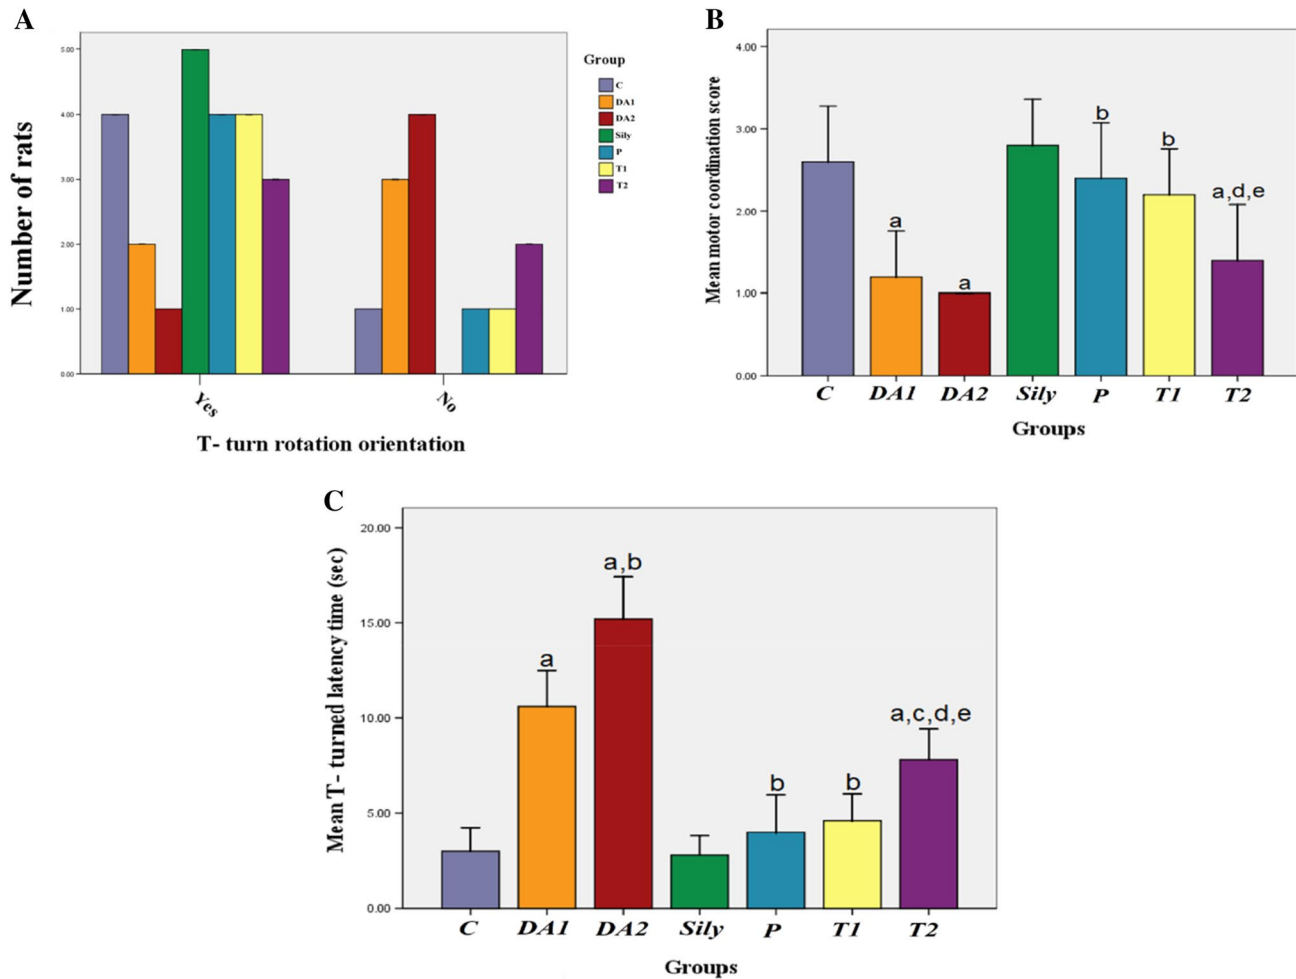 A
Number of rats
5.00
4.00
3.00
2.00
1.00
.00
Yes
No
T- turn rotation orientation
Group
C
DA1
DA2
Sily
P
T1
T2
B
Mean motor coordination score
4.00
3.00
2.00
1.00
0.00
a
a
b
b
a,d,e
C DA1 DA2 Sily P T1 T2
Groups
C
Mean T- turned latency time (sec)
20.00
15.00
10.00
5.00
0.00
a
a,b
b
b
a,c,d,e
C DA1 DA2 Sily P T1 T2
Groups